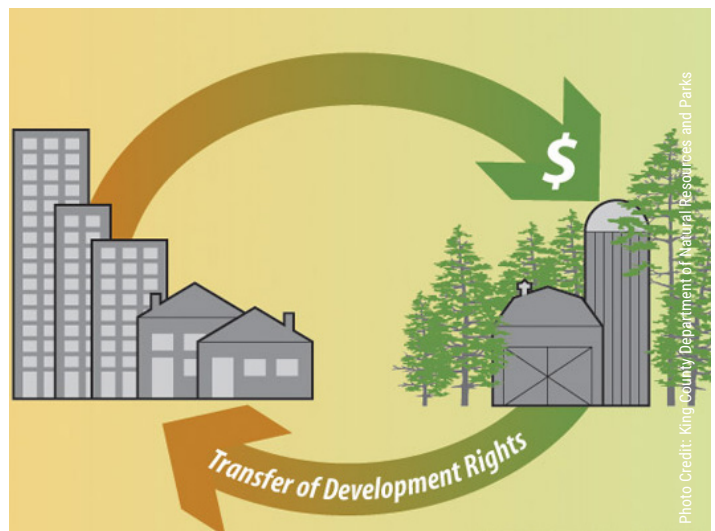 $
Transfer of Development Rights
Photo Credit: King County Department of Natural Resources and Parks